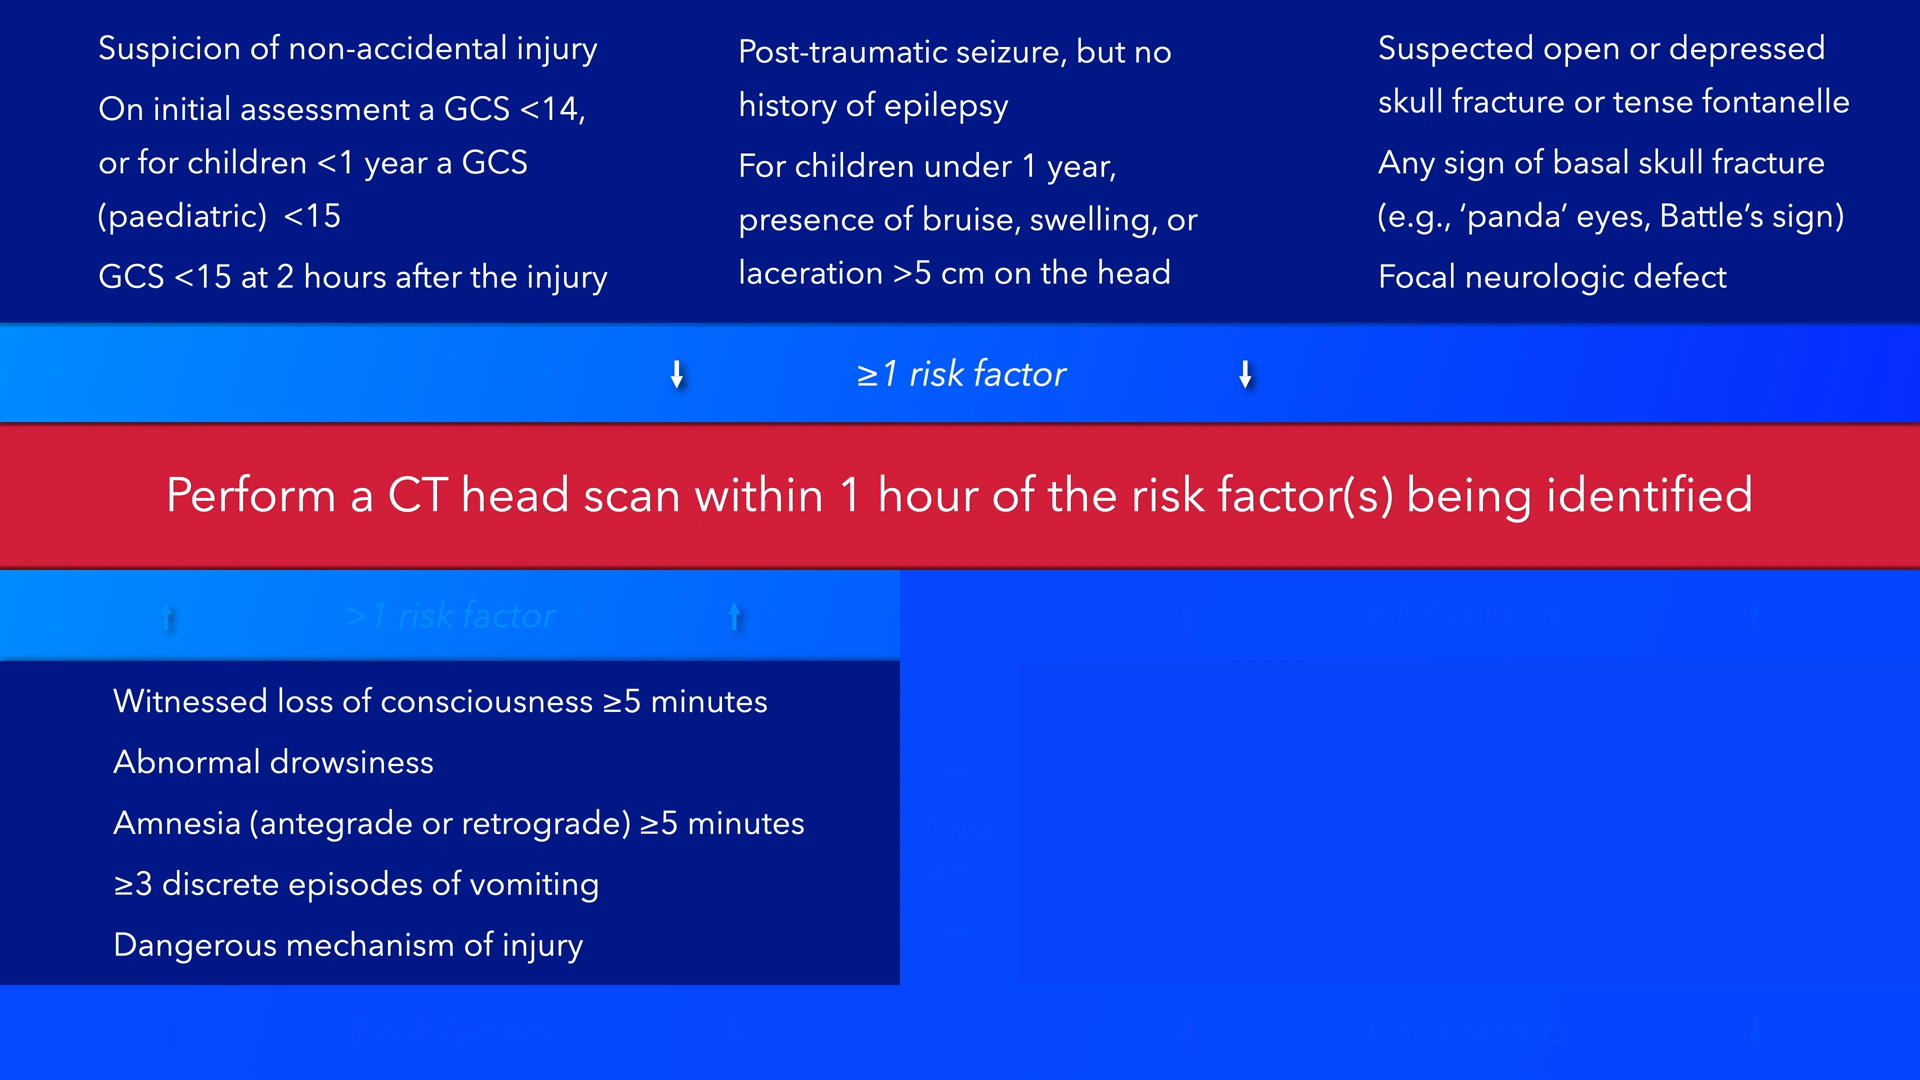 Suspicion of non-accidental injury
On initial assessment a GCS <14,
or for children <1 year a GCS
(paediatric) <15
GCS <15 at 2 hours after the injury
Post-traumatic seizure, but no
history of epilepsy
For children under 1 year,
presence of bruise, swelling, or
laceration >5 cm on the head
Suspected open or depressed
skull fracture or tense fontanelle
Any sign of basal skull fracture
(e.g., ‘panda’ eyes, Battle’s sign)
Focal neurologic defect
≥1 risk factor
Perform a CT head scan within 1 hour of the risk factor(s) being identified
>1 risk factor
Witnessed loss of consciousness ≥5 minutes
Abnormal drowsiness
Amnesia (antegrade or retrograde) ≥5 minutes
≥3 discrete episodes of vomiting
Dangerous mechanism of injury